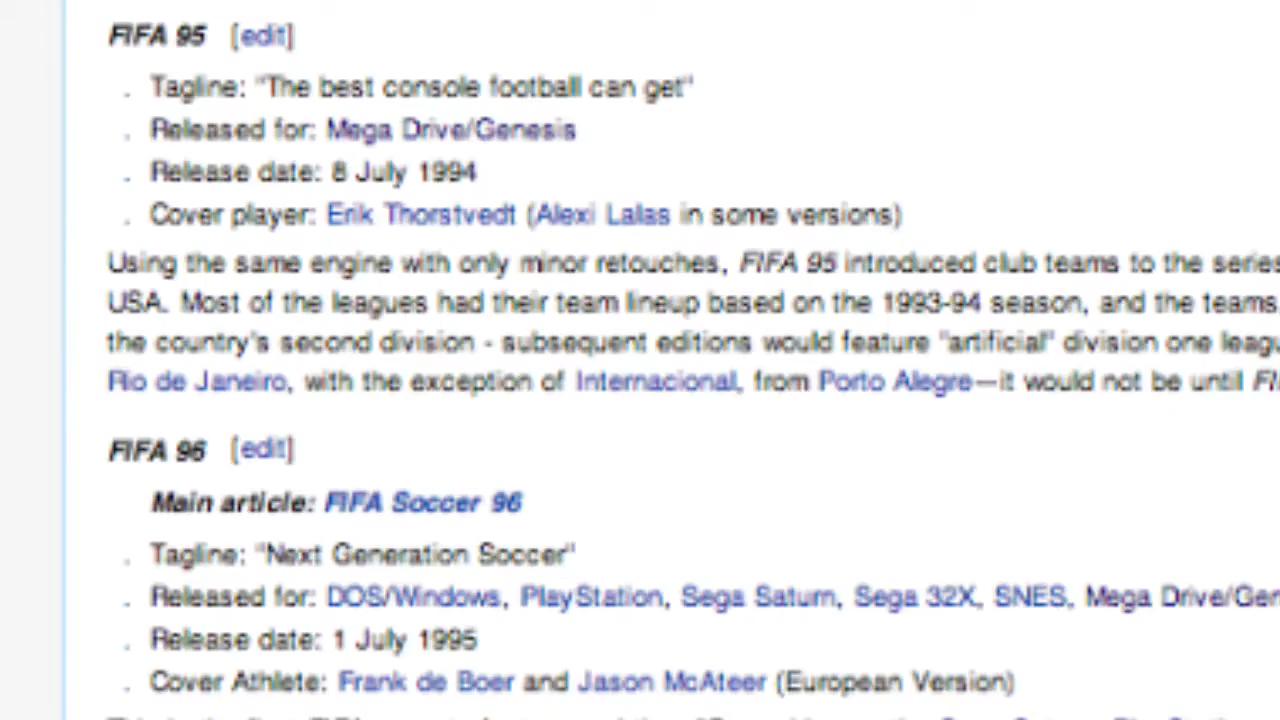 FIFA 95 [edit]
. Tagline: "The best console football can get"
. Released for: Mega Drive/Genesis
. Release date: 8 July 1994
. Cover player: Erik Thorstvedt (Alexi Lalas in some versions)
Using the same engine with only minor retouches, FIFA 95 introduced club teams to the series
USA. Most of the leagues had their team lineup based on the 1993-94 season, and the teams
the country's second division - subsequent editions would feature "artificial" division one leagu
Rio de Janeiro, with the exception of Internacional, from Porto Alegre—it would not be until FI
FIFA 96 [edit]
Main article: FIFA Soccer 96
. Tagline: "Next Generation Soccer"
. Released for: DOS/Windows, PlayStation, Sega Saturn, Sega 32X, SNES, Mega Drive/Gen
. Release date: 1 July 1995
. Cover Athlete: Frank de Boer and Jason McAteer (European Version)